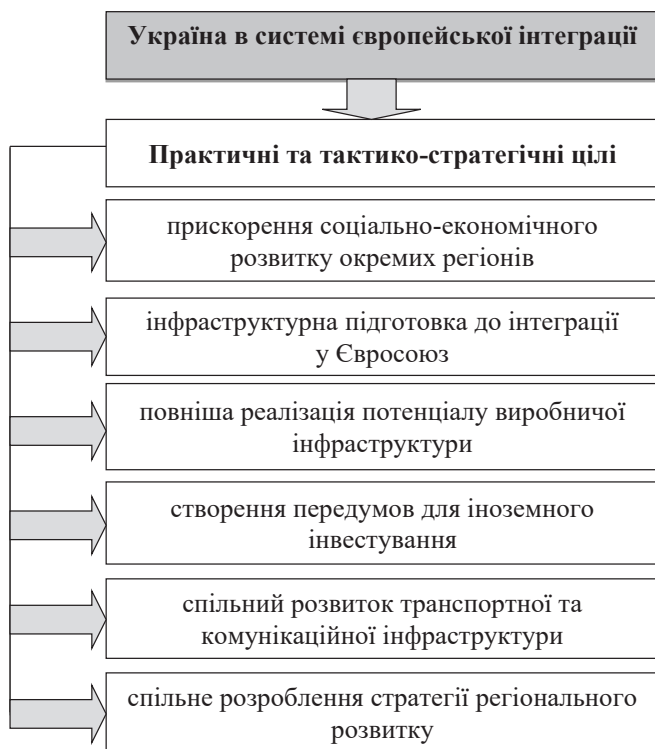 Україна в системі європейської інтеграції
Практичні та тактико-стратегічні цілі
прискорення соціально-економічного
розвитку окремих регіонів
інфраструктурна підготовка до інтеграції
у Євросоюз
повніша реалізація потенціалу виробничої
інфраструктури
створення передумов для іноземного
інвестування
спільний розвиток транспортної та
комунікаційної інфраструктури
спільне розроблення стратегії регіонального
розвитку